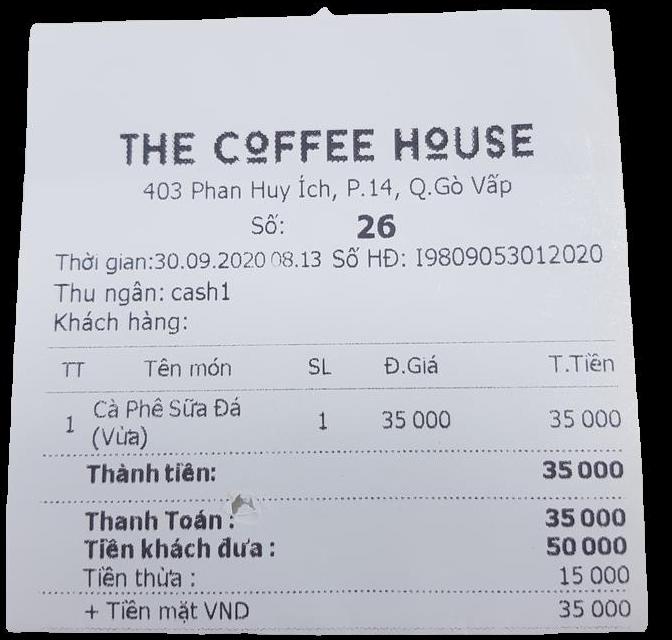 THE COFFEE HOUSE
403 Phan Huy Ích, P.14, Q.Gò Vấp
Số: 26
Thời gian:30.09.2020 08.13 Số HĐ: I9809053012020
Thu ngân: cash1
Khách hàng:
TT Tên món SL Đ.Giá T.Tiền
1 Cà Phê Sữa Đá 1 35 000 35 000
(Vừa)
Thành tiền: 35 000
Thanh Toán : 35 000
Tiền khách đưa : 50 000
Tiền thừa : 15 000
+ Tiền mặt VND 35 000